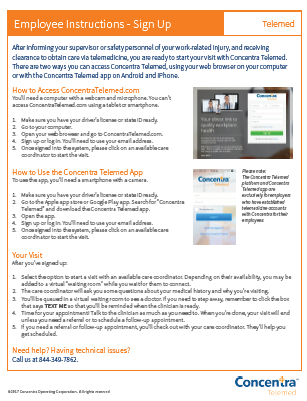 Employee Instructions - Sign Up
Telemed
After informing your supervisor or safety personnel of your work-related injury, and receiving
clearance to obtain care via telemedicine, you are ready to start your visit with Concentra Telemed.
There are two ways you can access Concentra Telemed, using your web browser on your computer
or with the Concentra Telemed app on Android and iPhone.
How to Access ConcentraTelemed.com
You'll need a computer with a webcam and microphone. You can't
access ConcentraTelemed.com using a tablet or smartphone.
1. Make sure you have your driver's license or state ID ready.
2. Go to your computer.
3. Open your web browser and go to ConcentraTelemed.com.
4. Sign up or log in. You'll need to use your email address.
5. Once signed into the system, please click on an available care
coordinator to start the visit.
How to Use the Concentra Telemed App
To use the app, you'll need a smartphone with a camera.
1. Make sure you have your driver's license or state ID ready.
2. Go to the Apple app store or Google Play app. Search for "Concentra
Telemed" and download the Concentra Telemed app.
3. Open the app.
4. Sign up or log in. You'll need to use your email address.
5. Once signed into the system, please click on an available care
coordinator to start the visit.
Concentra
Please note:
The Concentra Telemed
platform and Concentra
Telemed app are
exclusively for employees
who have established
telemedicine accounts
with Concentra for their
employees.
Your Visit
After you've signed up:
1. Select the option to start a visit with an available care coordinator. Depending on their availability, you may be
added to a virtual "waiting room" while you wait for them to connect.
2. The care coordinator will ask you some questions about your medical history and why you're visiting.
3. You'll be queued in a virtual waiting room to see a doctor. If you need to step away, remember to click the box
that says TEXT ME so that you'll be reminded when the clinician is ready.
4. Time for your appointment! Talk to the clinician as much as you need to. When you're done, your visit will end
unless you need a referral or to schedule a follow-up appointment.
5. If you need a referral or follow-up appointment, you'll check out with your care coordinator. They'll help you
get scheduled.
Need help? Having technical issues?
Call us at 844-349-7862.
©2017 Concentra Operating Corporation. All rights reserved
Concentra
Telemed